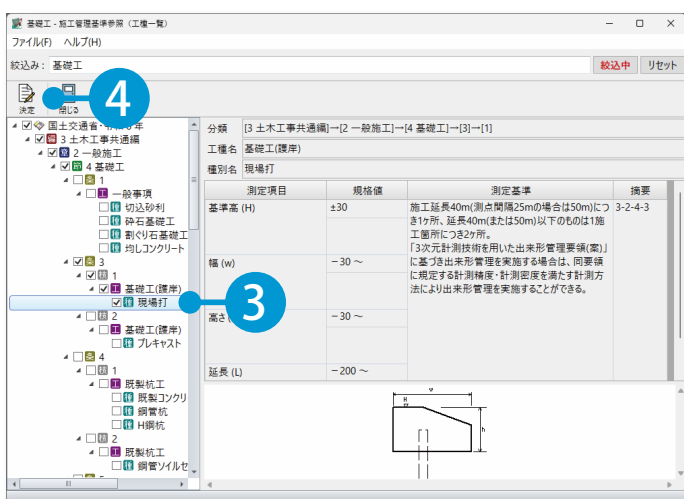 基礎工 - 施工管理基準参照（工種一覧）
ファイル(F) ヘルプ(H)
絞込み： 基礎工 絞込中 リセット
決定 閉じる
4
国土交通省
3 土木工事共通編
2 一般施工
4 基礎工
1
一般事項
切込砂利
砕石基礎工
割ぐり石基礎工
均しコンクリート
3
1
基礎工(護岸)
現場打
2
基礎工(護岸)
プレキャスト
4
1
既製杭工
既製コンクリ
鋼管杭
H鋼杭
2
既製杭工
鋼管ソイルセ
3
分類 [3 土木工事共通編]→[2 一般施工]→[4 基礎工]→[3]→[1]
工種名 基礎工(護岸)
種別名 現場打
測定項目 規格値 測定基準 摘要
基準高 (H) ±30 施工延長40m(測点間隔25mの場合は50m)につ 3-2-4-3
き1ケ所、延長40m(または50m)以下のものは1施
工箇所につき2ケ所。
「3次元計測技術を用いた出来形管理要領(案)」
幅 (w) －30～ に基づき出来形管理を実施する場合は、同要領
に規定する計測精度・計測密度を満たす計測方
法により出来形管理を実施することができる。
高さ －30～
延長 (L) －200～
w
H
h